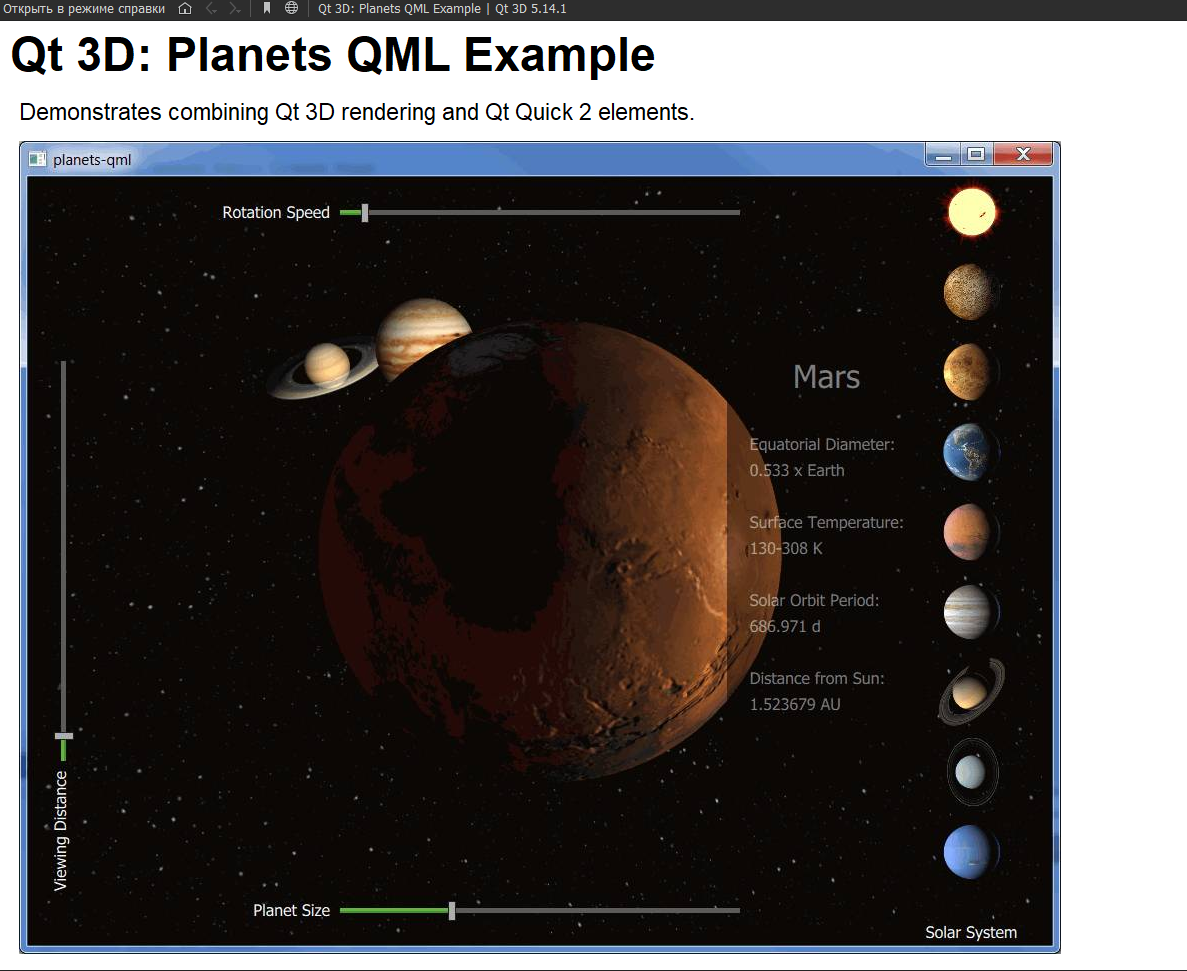 Открыть в режиме справки
Qt 3D: Planets QML Example | Qt 3D 5.14.1
Qt 3D: Planets QML Example
Demonstrates combining Qt 3D rendering and Qt Quick 2 elements.
planets-qml
Rotation Speed
Mars
Equatorial Diameter:
0.533 x Earth
Surface Temperature:
130-308 K
Solar Orbit Period:
686.971 d
Distance from Sun:
1.523679 AU
Viewing Distance
Planet Size
Solar System